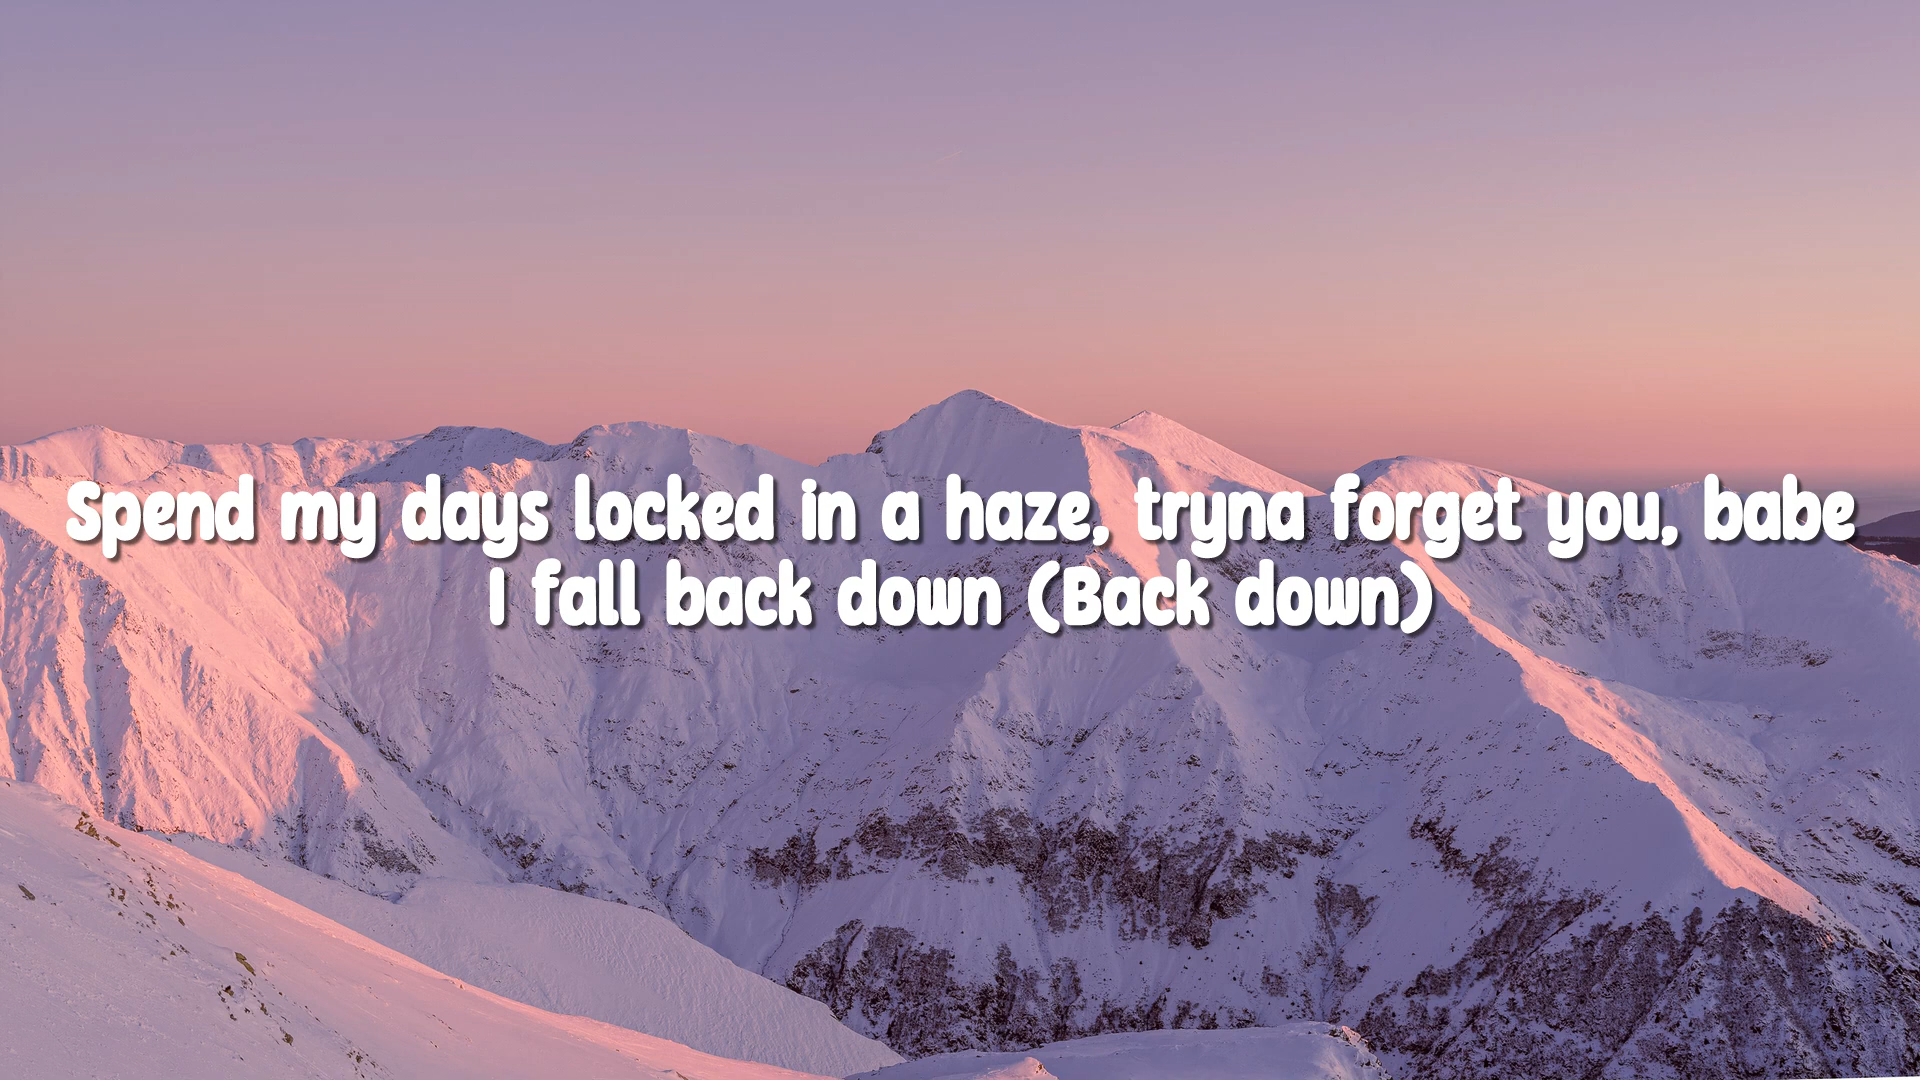 Spend my days locked in a haze, tryna forget you, babe
I fall back down (Back down)